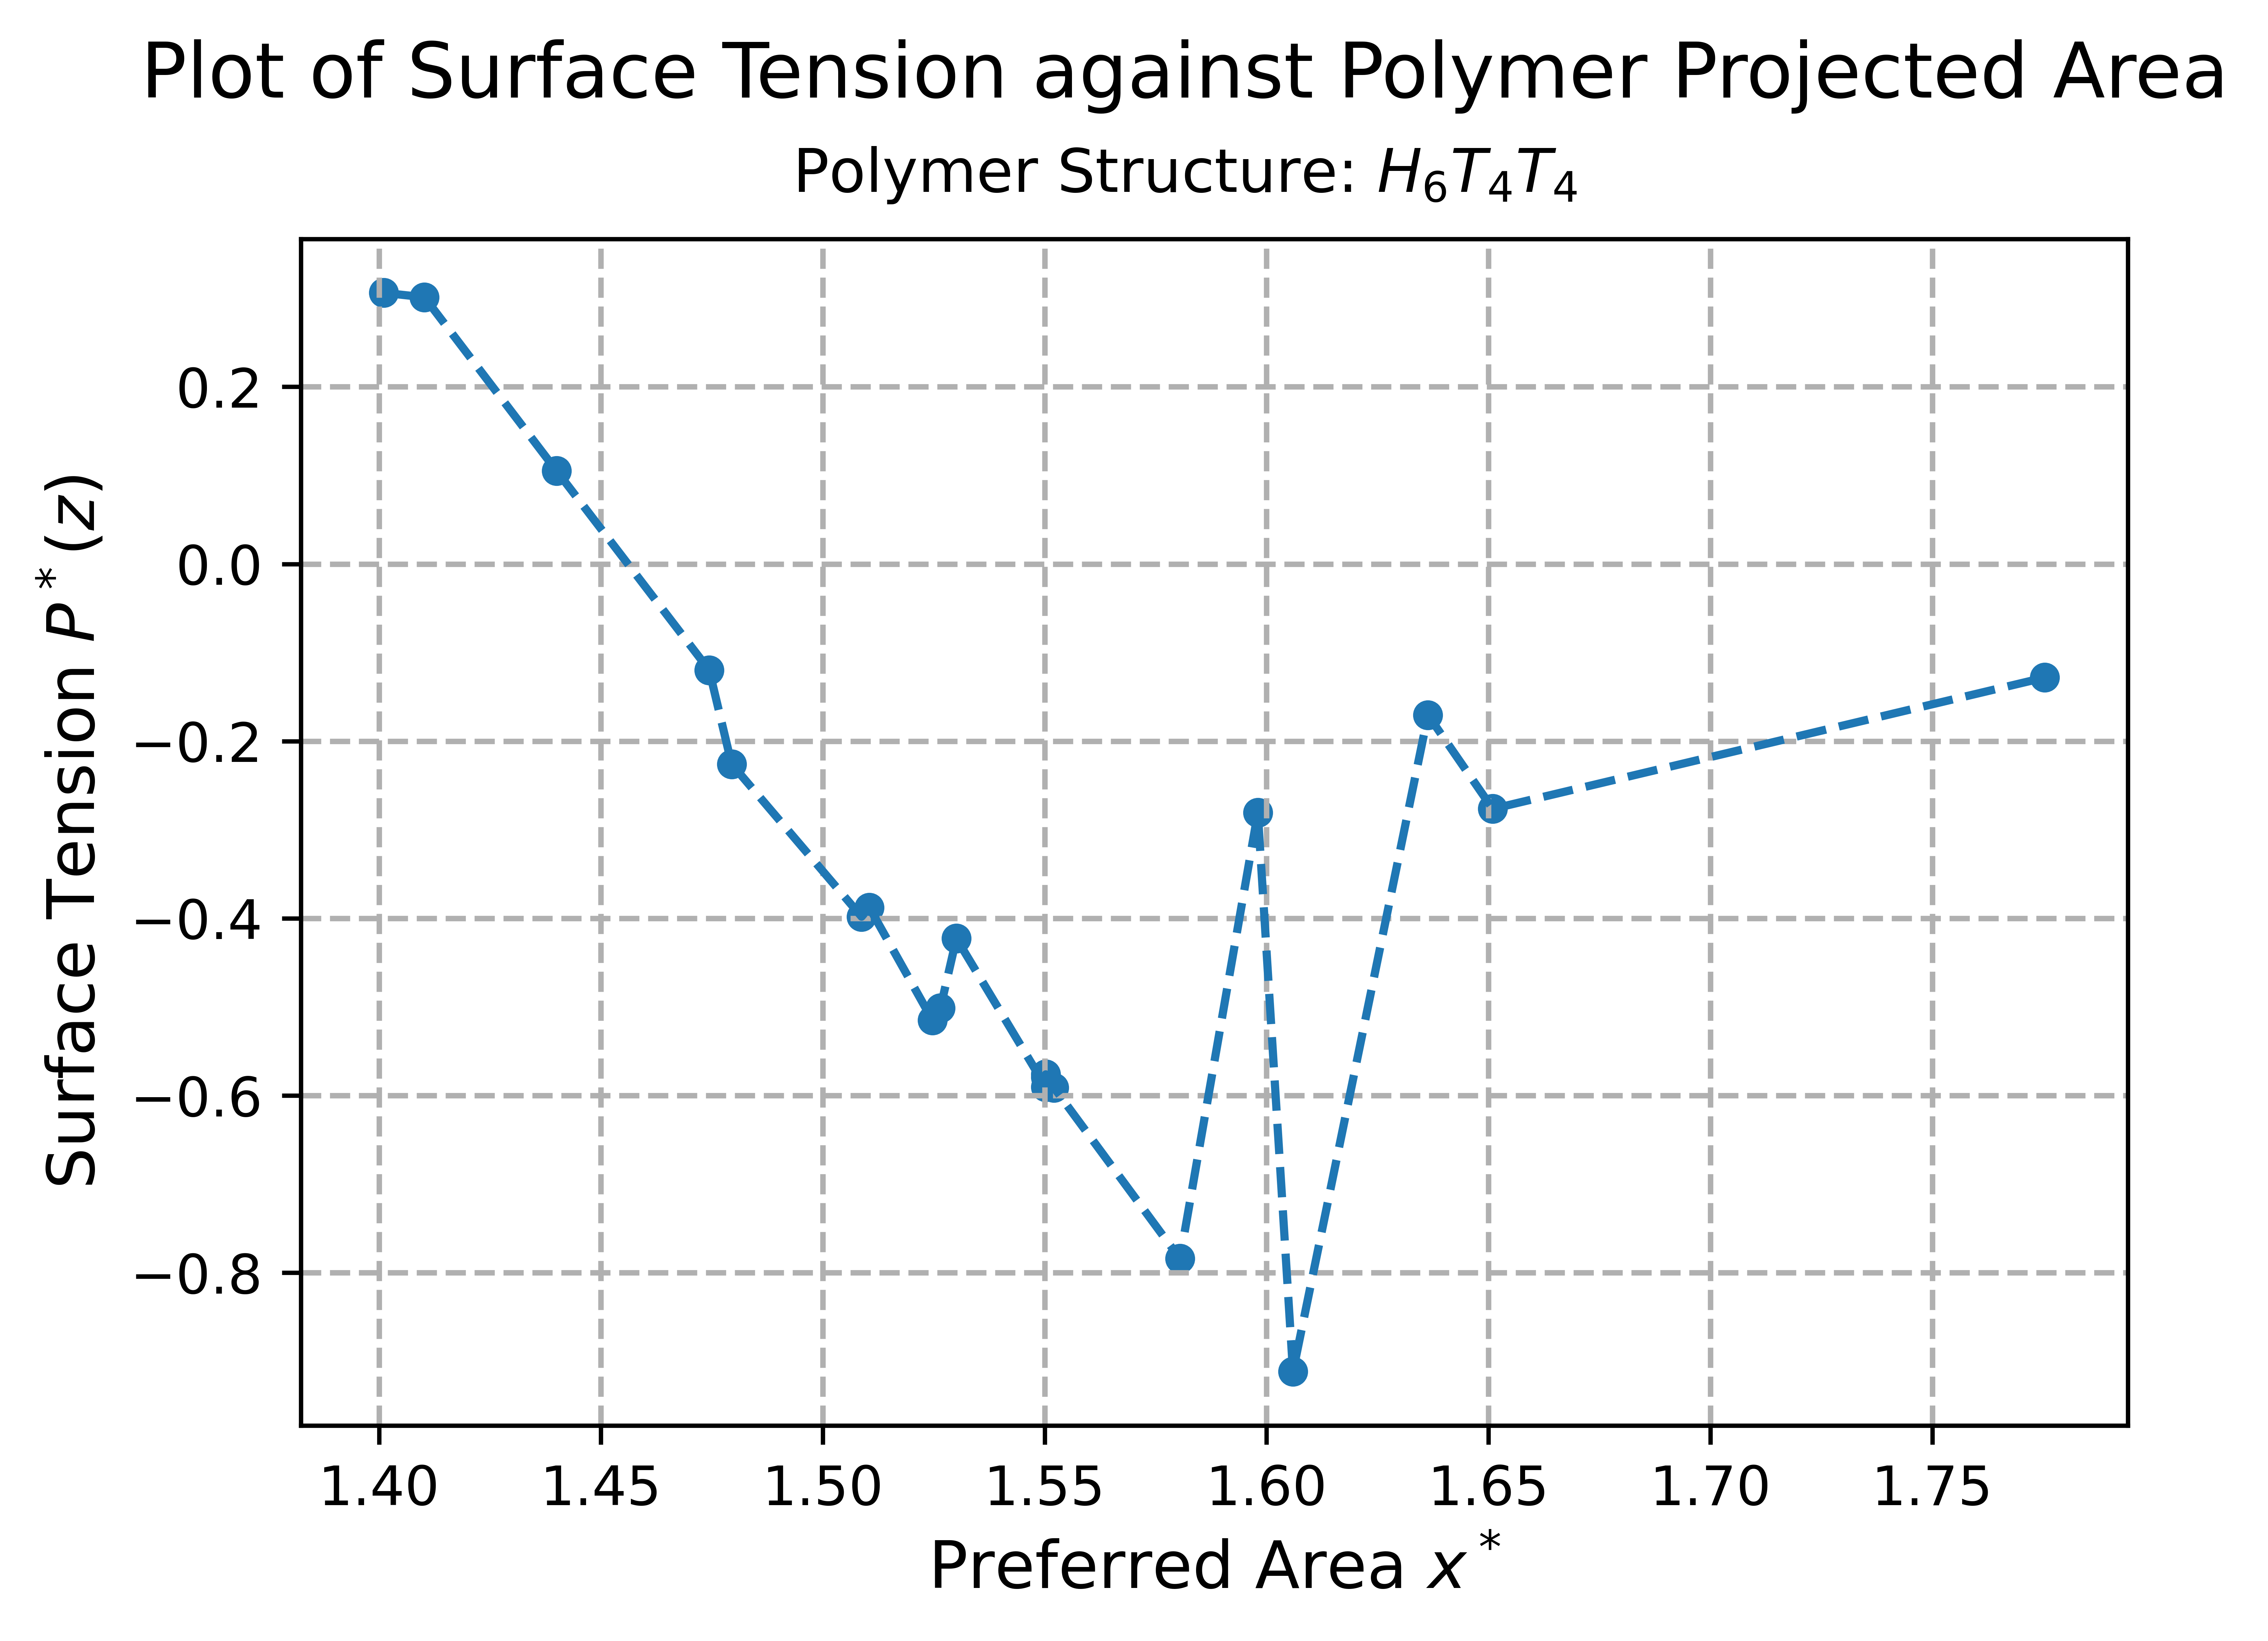 Plot of Surface Tension against Polymer Projected Area
Polymer Structure: H₆T₄T₄
Surface Tension P*(z)
0.2
0.0
−0.2
−0.4
−0.6
−0.8
1.40 1.45 1.50 1.55 1.60 1.65 1.70 1.75
Preferred Area x*